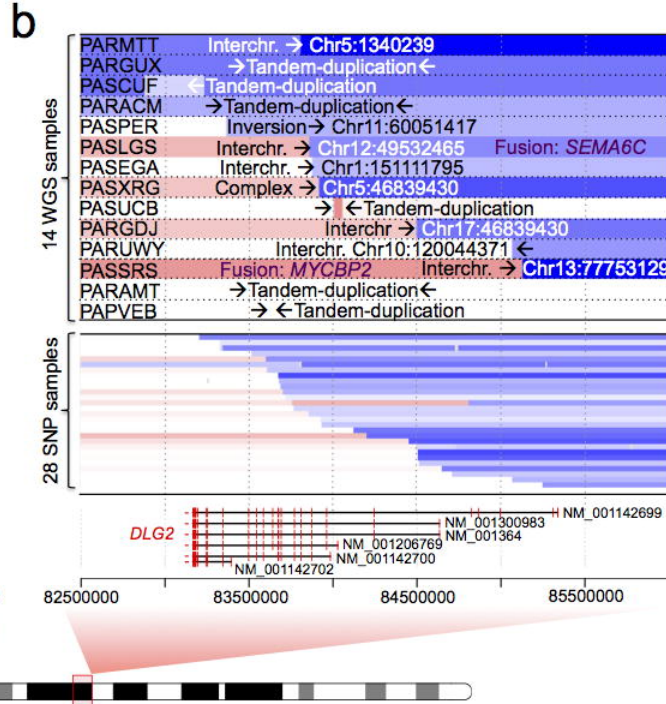 b
14 WGS samples
PARMTT Interchr. → Chr5:1340239
PARGUX →Tandem-duplication←
PASCUF ←Tandem-duplication
PARACM →Tandem-duplication←
PASPER Inversion→ Chr11:60051417
PASLGS Interchr. → Chr12:49532465 Fusion: SEMA6C
PASEGA Interchr. → Chr1:151111795
PASXRG Complex → Chr5:46839430
PASUCB → ←Tandem-duplication
PARGDJ Interchr → Chr17:46839430
PARUWY Interchr. Chr10:120044371 ←
PASSRS Fusion: MYCBP2 Interchr. → Chr13:77753129
PARAMT →Tandem-duplication←
PAPVEB → ←Tandem-duplication
28 SNP samples
DLG2
NM_001142699
NM_001300983
NM_001364
NM_001206769
NM_001142700
NM_001142702
82500000 83500000 84500000 85500000